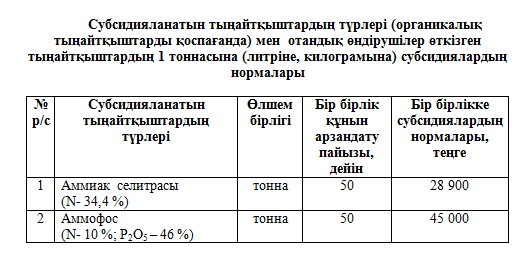 Субсидияланатын тыңайтқыштардың түрлері (органикалық
тыңайтқыштарды қоспағанда) мен отандық өндірушілер өткізген
тыңайтқыштардың 1 тоннасына (литріне, килограмына) субсидиялардың
нормалары
№
р/с
Субсидияланатын
тыңайтқыштардың
түрлері
Өлшем
бірлігі
Бір бірлік
құнын
арзандату
пайызы,
дейін
Бір бірлікке
субсидиялардың
нормалары,
теңге
1
Аммиак селитрасы
(N- 34,4 %)
тонна
50
28 900
2
Аммофос
(N- 10 %; P₂O₅ – 46 %)
тонна
50
45 000